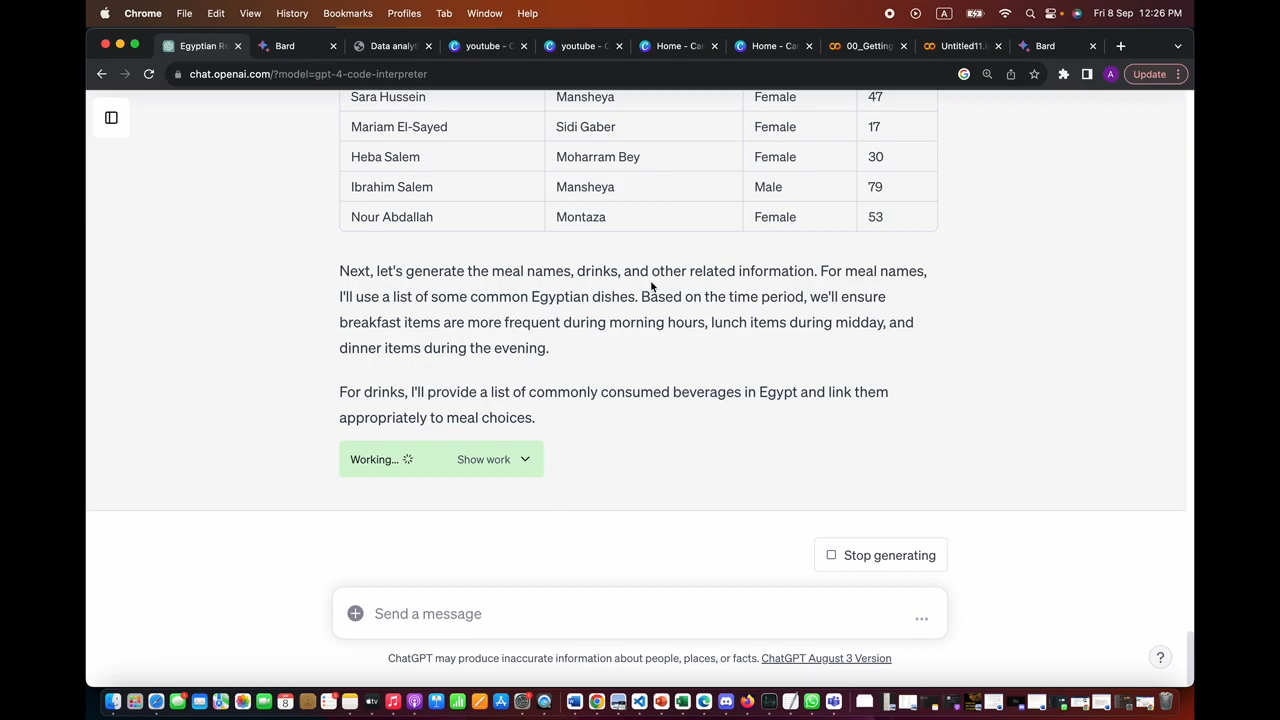 Chrome File Edit View History Bookmarks Profiles Tab Window Help A Fri 8 Sep 12:26 PM
Egyptian R Bard Data analyt youtube - C youtube - C Home - Ca Home - Ca 00_Getting Untitled11.i Bard
chat.openai.com/?model=gpt-4-code-interpreter A Update
Sara Hussein Mansheya Female 47
Mariam El-Sayed Sidi Gaber Female 17
Heba Salem Moharram Bey Female 30
Ibrahim Salem Mansheya Male 79
Nour Abdallah Montaza Female 53
Next, let's generate the meal names, drinks, and other related information. For meal names,
I'll use a list of some common Egyptian dishes. Based on the time period, we'll ensure
breakfast items are more frequent during morning hours, lunch items during midday, and
dinner items during the evening.
For drinks, I'll provide a list of commonly consumed beverages in Egypt and link them
appropriately to meal choices.
Working... Show work
Stop generating
Send a message
ChatGPT may produce inaccurate information about people, places, or facts. ChatGPT August 3 Version
?